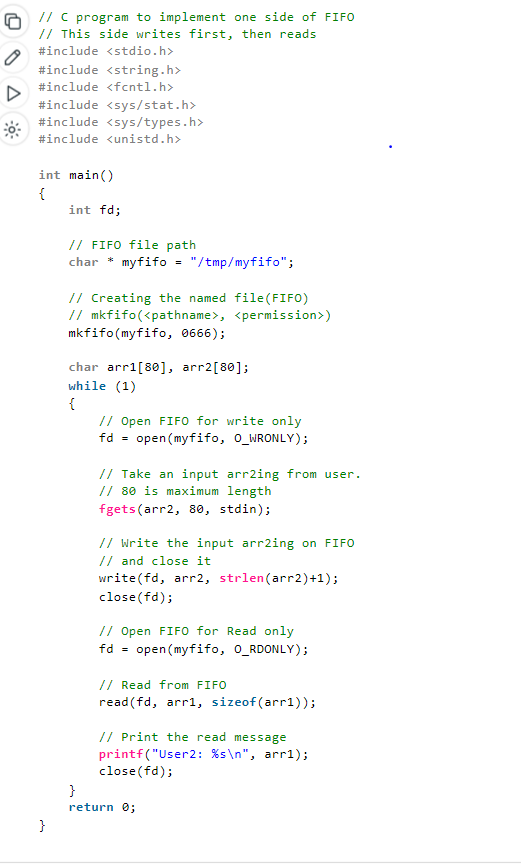 // C program to implement one side of FIFO
// This side writes first, then reads
#include <stdio.h>
#include <string.h>
#include <fcntl.h>
#include <sys/stat.h>
#include <sys/types.h>
#include <unistd.h>
int main()
{
int fd;
// FIFO file path
char * myfifo = "/tmp/myfifo";
// Creating the named file(FIFO)
// mkfifo(<pathname>, <permission>)
mkfifo(myfifo, 0666);
char arr1[80], arr2[80];
while (1)
{
// Open FIFO for write only
fd = open(myfifo, O_WRONLY);
// Take an input arr2ing from user.
// 80 is maximum length
fgets(arr2, 80, stdin);
// Write the input arr2ing on FIFO
// and close it
write(fd, arr2, strlen(arr2)+1);
close(fd);
// Open FIFO for Read only
fd = open(myfifo, O_RDONLY);
// Read from FIFO
read(fd, arr1, sizeof(arr1));
// Print the read message
printf("User2: %s\n", arr1);
close(fd);
}
return 0;
}